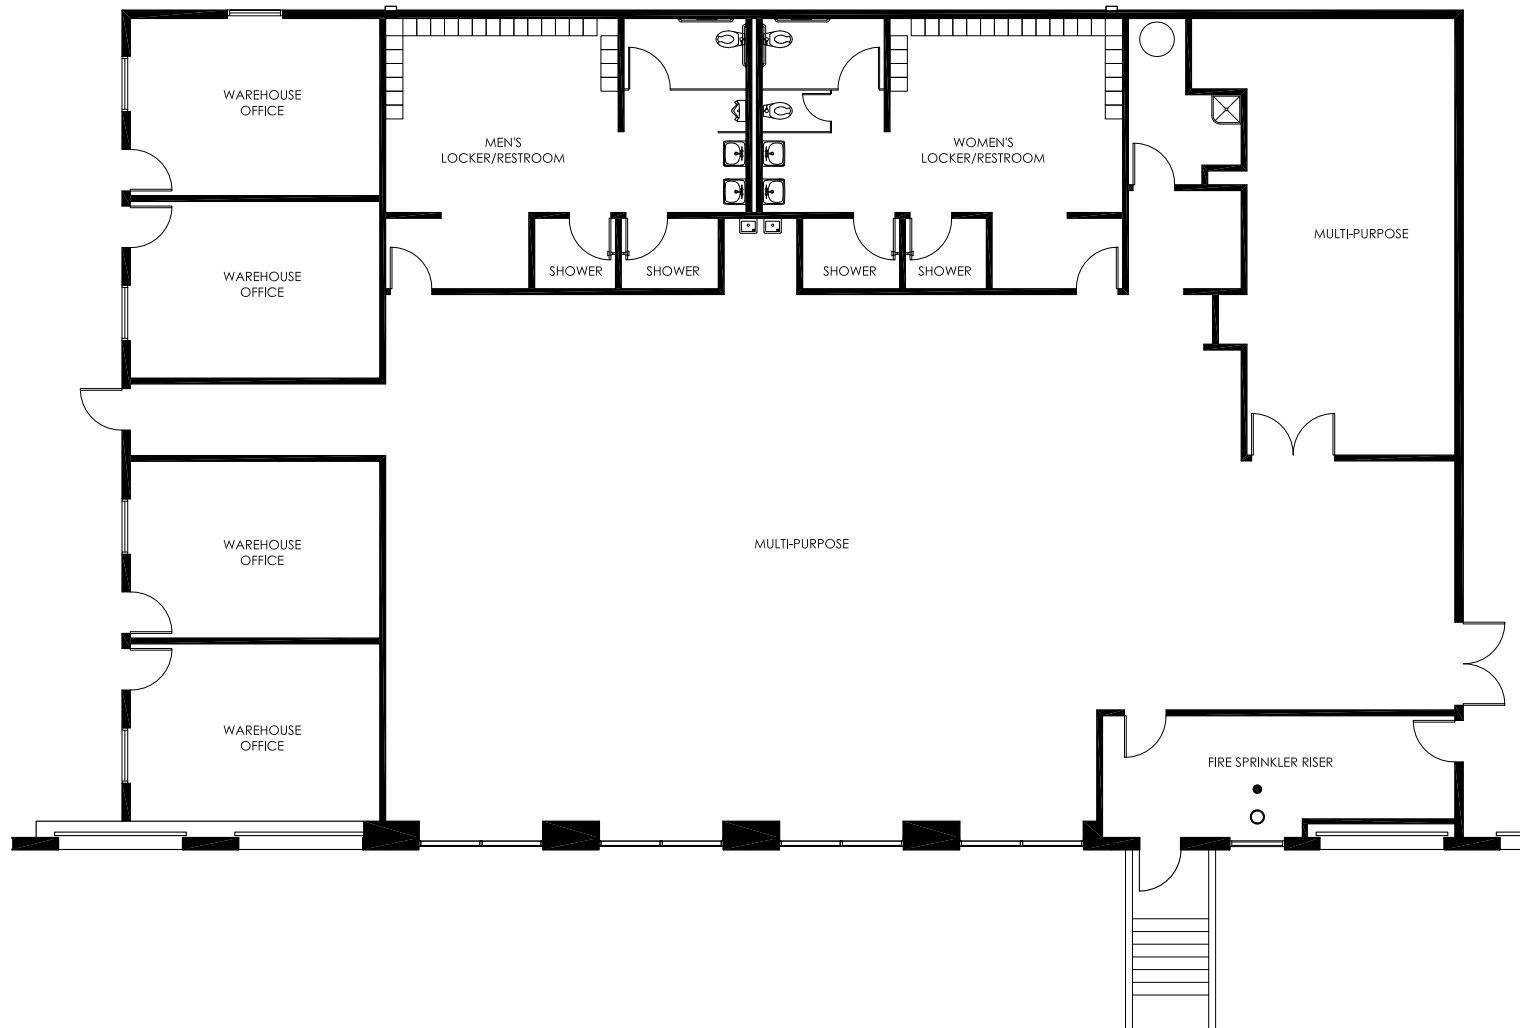 WAREHOUSE
OFFICE
MEN'S
LOCKER/RESTROOM
WOMEN'S
LOCKER/RESTROOM
MULTI-PURPOSE
WAREHOUSE
OFFICE
SHOWER
SHOWER
SHOWER
SHOWER
WAREHOUSE
OFFICE
MULTI-PURPOSE
WAREHOUSE
OFFICE
FIRE SPRINKLER RISER